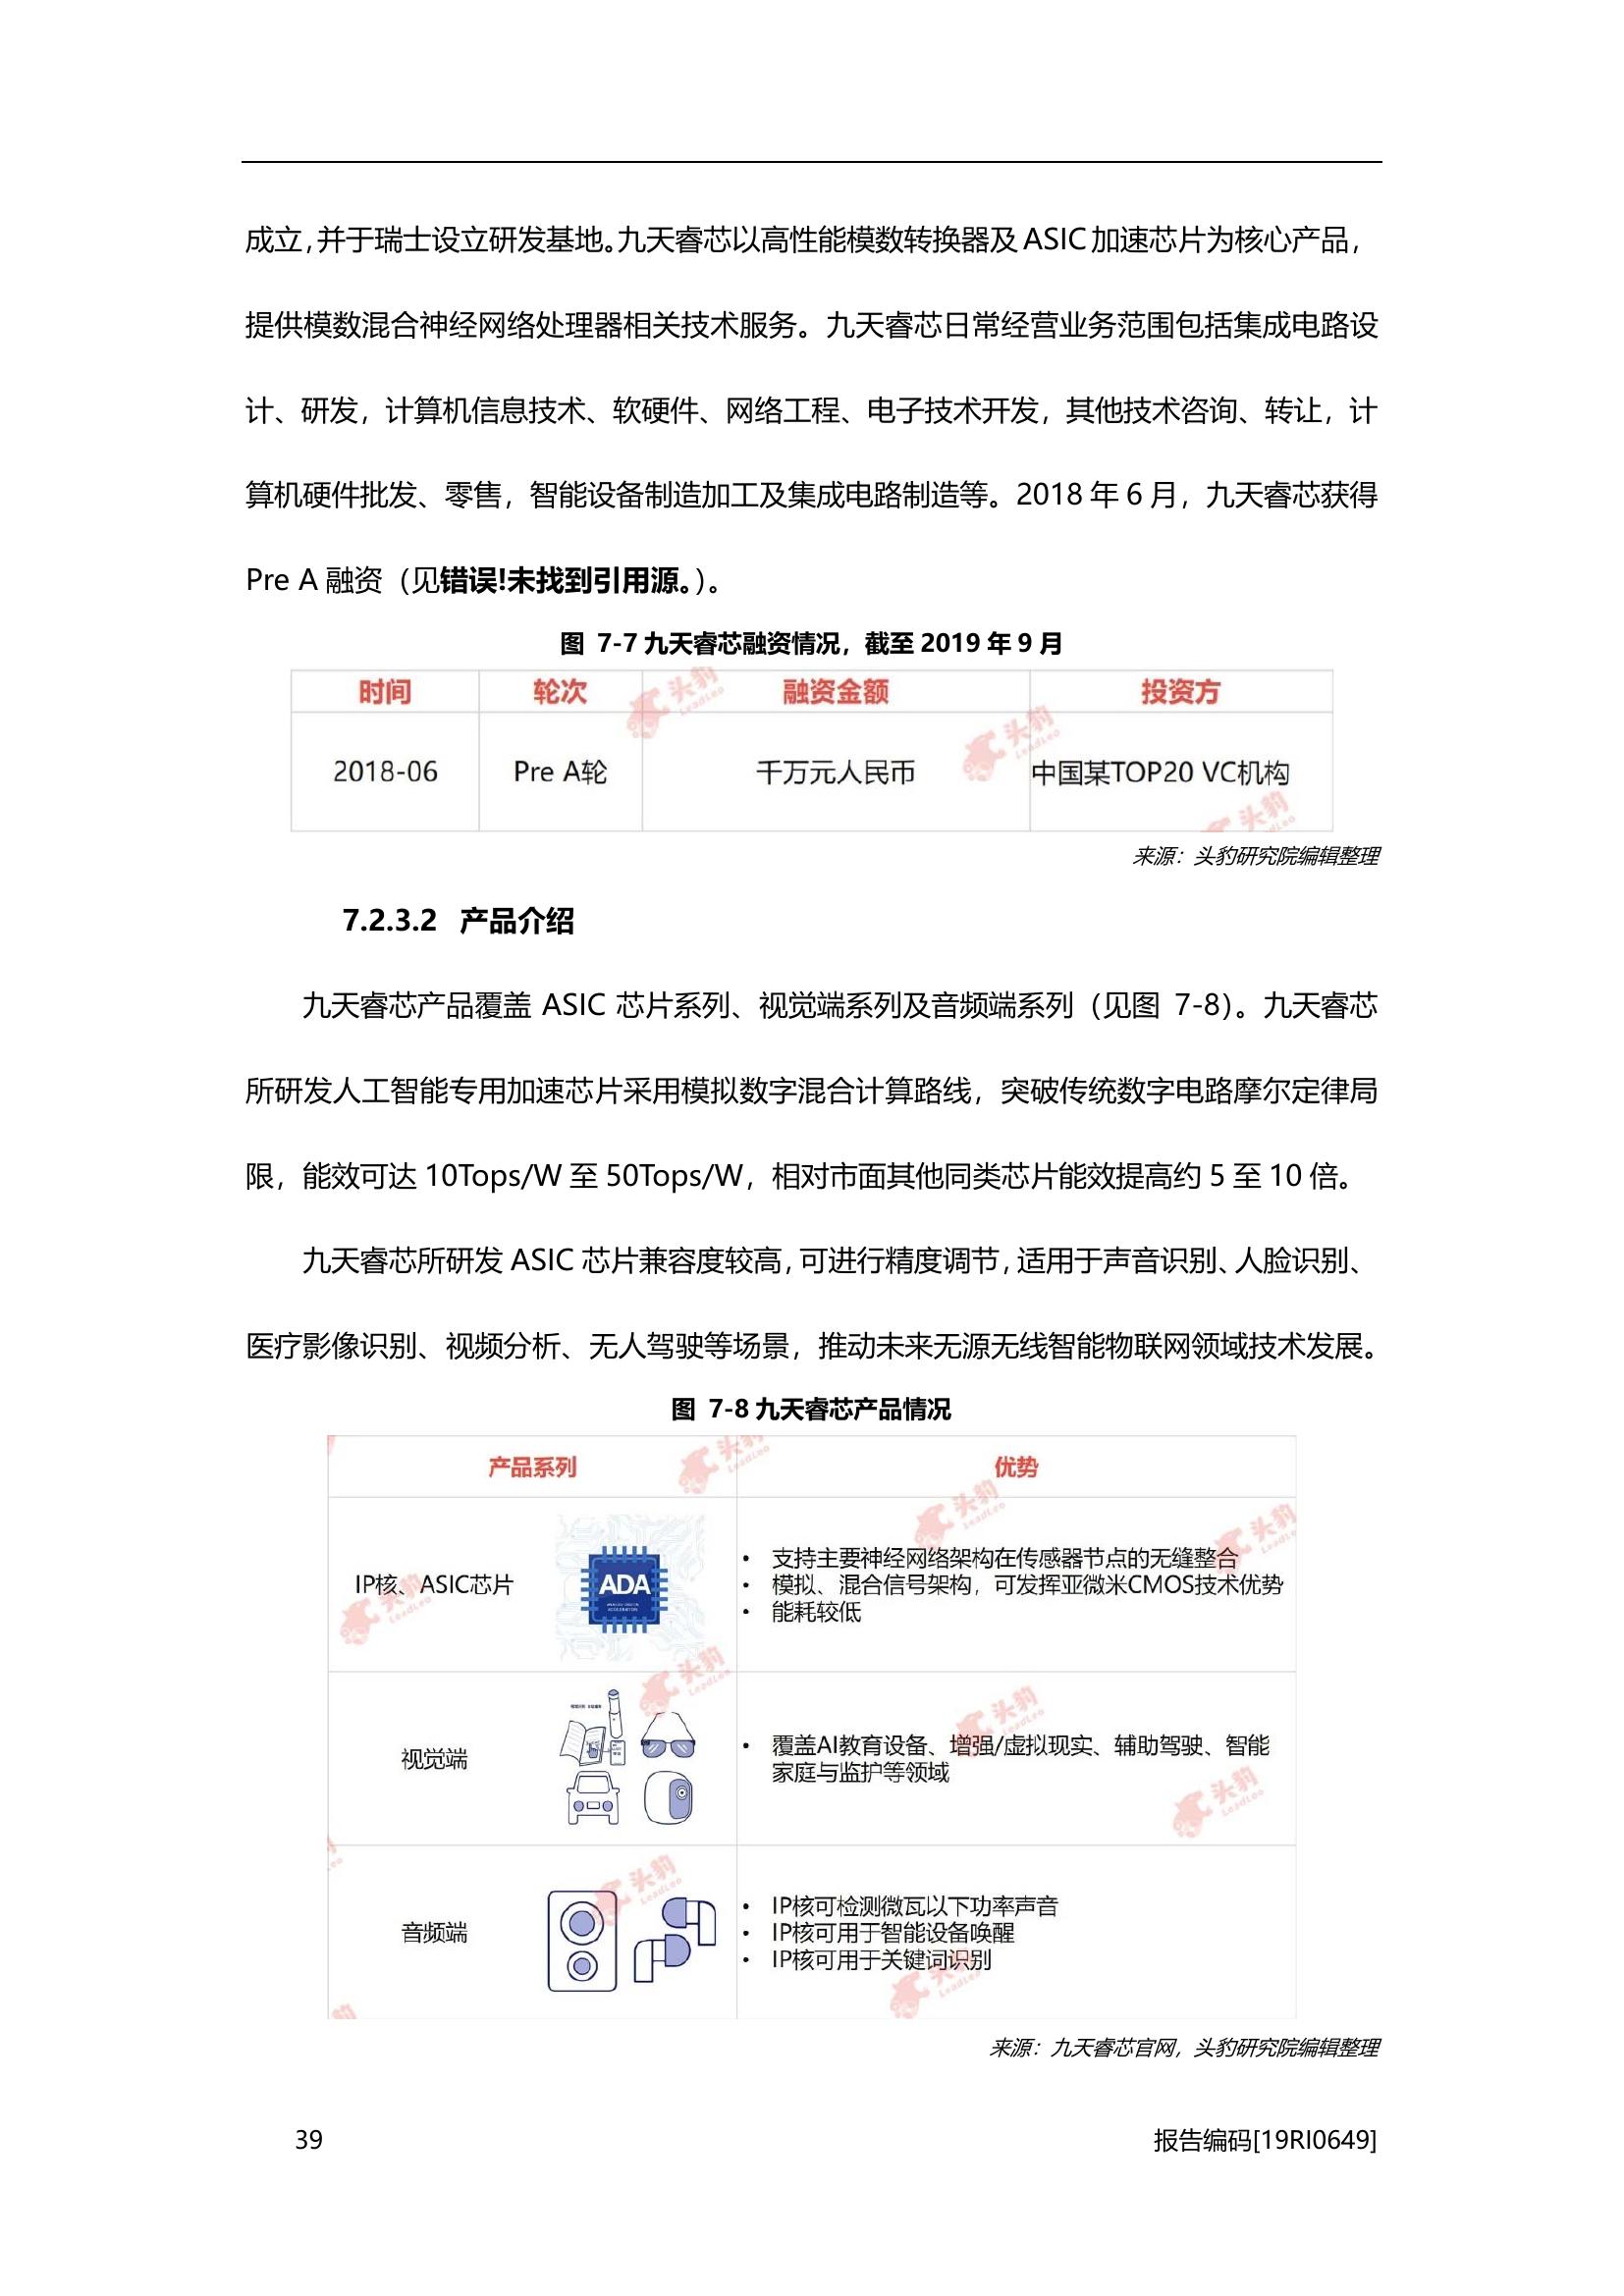 成立，并于瑞士设立研发基地。九天睿芯以高性能模数转换器及ASIC加速芯片为核心产品，
提供模数混合神经网络处理器相关技术服务。九天睿芯日常经营业务范围包括集成电路设
计、研发，计算机信息技术、软硬件、网络工程、电子技术开发，其他技术咨询、转让，计
算机硬件批发、零售，智能设备制造加工及集成电路制造等。2018 年 6 月，九天睿芯获得
Pre A 融资（见错误!未找到引用源。）。
图 7-7 九天睿芯融资情况，截至 2019 年 9 月
时间 轮次 融资金额 投资方
2018-06 Pre A轮 千万元人民币 中国某TOP20 VC机构
来源：头豹研究院编辑整理
7.2.3.2 产品介绍
九天睿芯产品覆盖 ASIC 芯片系列、视觉端系列及音频端系列（见图 7-8）。九天睿芯
所研发人工智能专用加速芯片采用模拟数字混合计算路线，突破传统数字电路摩尔定律局
限，能效可达 10Tops/W 至 50Tops/W，相对市面其他同类芯片能效提高约 5 至 10 倍。
九天睿芯所研发 ASIC 芯片兼容度较高，可进行精度调节，适用于声音识别、人脸识别、
医疗影像识别、视频分析、无人驾驶等场景，推动未来无源无线智能物联网领域技术发展。
图 7-8 九天睿芯产品情况
产品系列 优势
IP核、ASIC芯片
ADA
• 支持主要神经网络架构在传感器节点的无缝整合
• 模拟、混合信号架构，可发挥亚微米CMOS技术优势
• 能耗较低
视觉端
• 覆盖AI教育设备、增强/虚拟现实、辅助驾驶、智能
家庭与监护等领域
音频端
• IP核可检测微瓦以下功率声音
• IP核可用于智能设备唤醒
• IP核可用于关键词识别
来源：九天睿芯官网，头豹研究院编辑整理
39 报告编码[19RI0649]